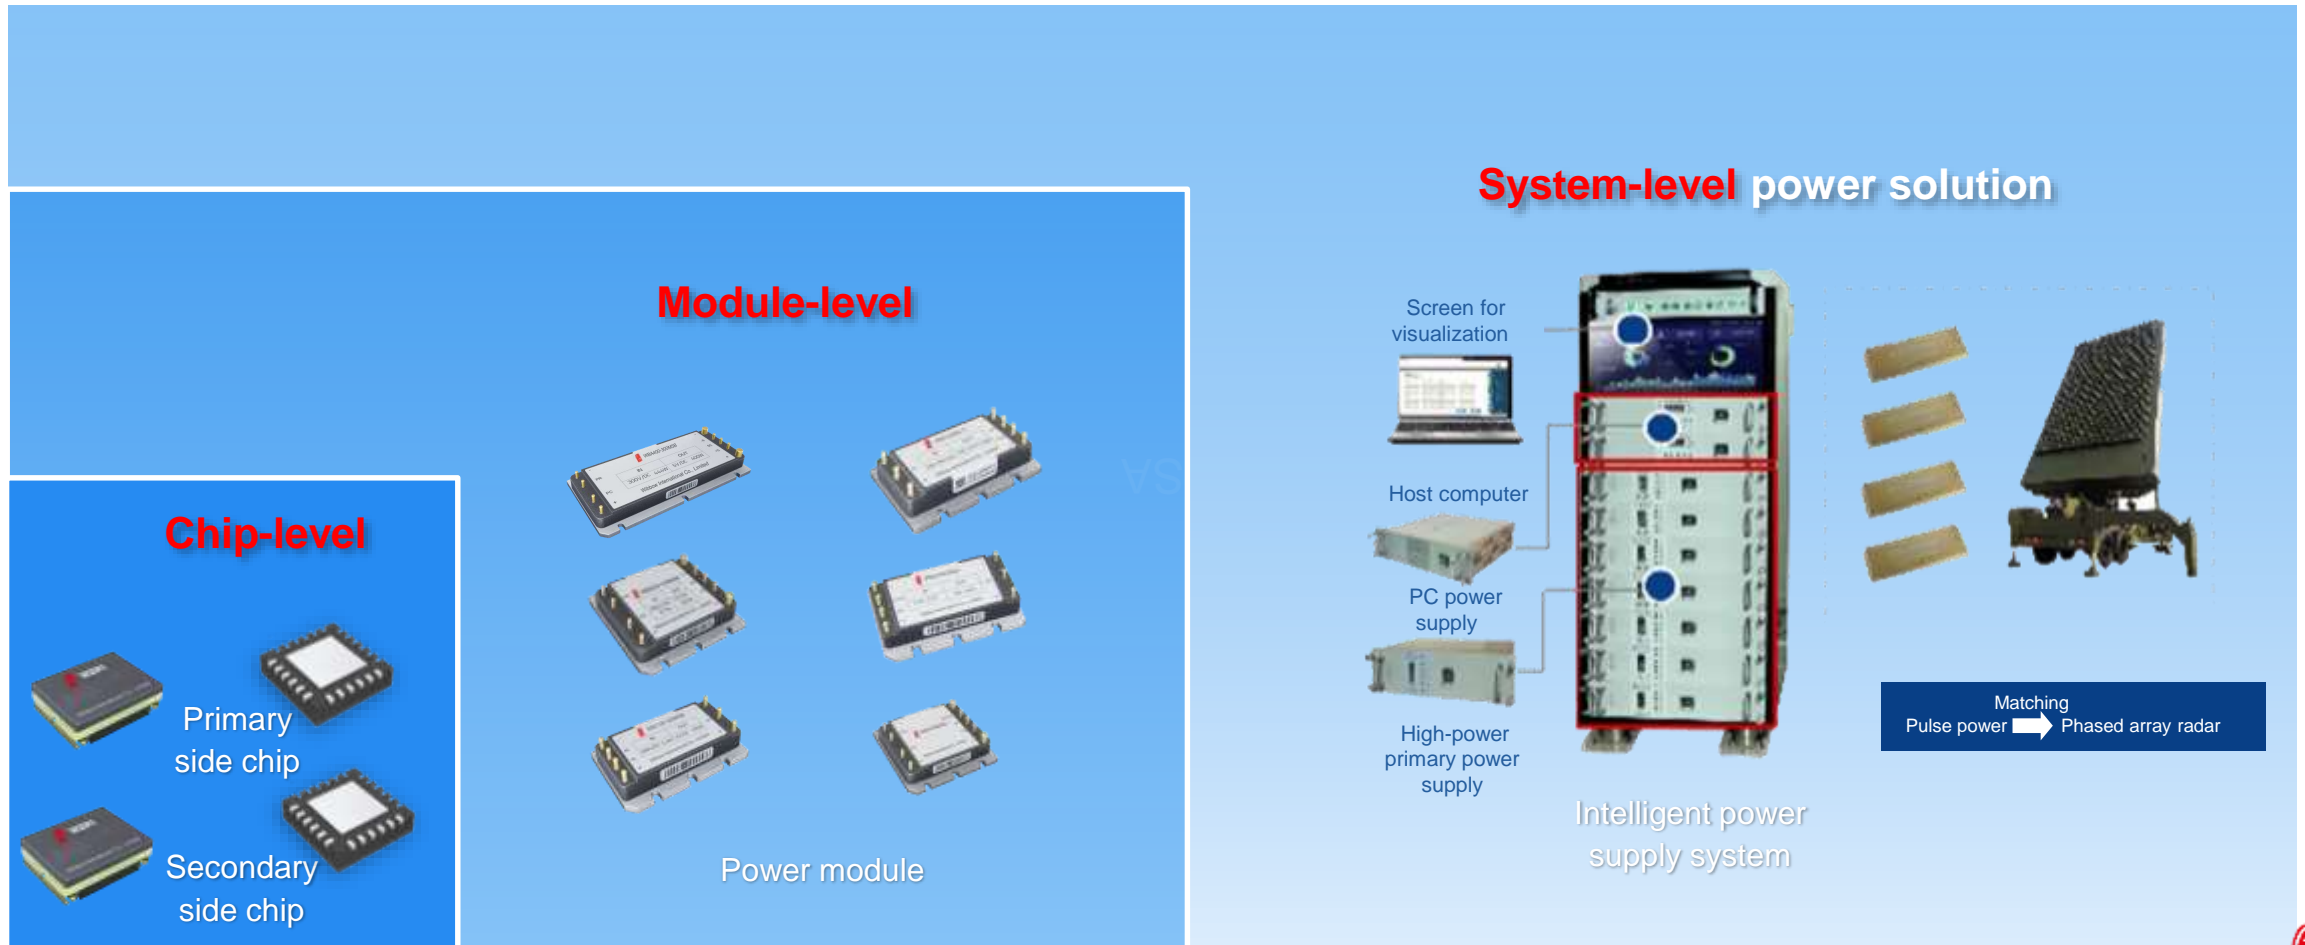 System-level power solution
Module-level
Chip-level
Primary
side chip
Secondary
side chip
Power module
Screen for
visualization
Host computer
PC power
supply
High-power
primary power
supply
Intelligent power
supply system
Matching
Pulse power Phased array radar
IN
OUT